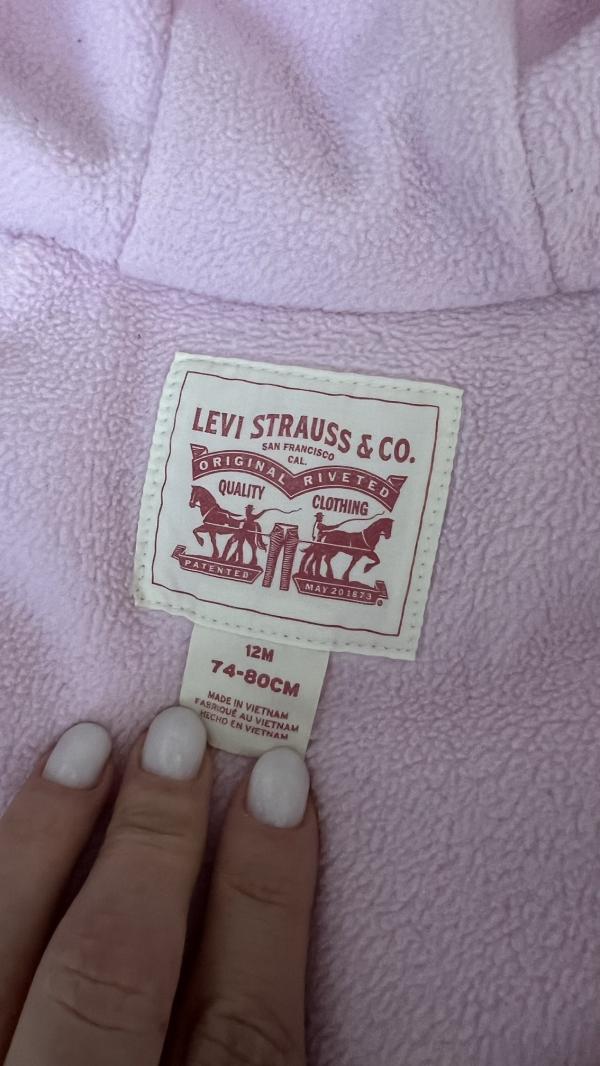 LEVI STRAUSS & CO.
SAN FRANCISCO
CAL.
ORIGINAL RIVETED
QUALITY CLOTHING
PATENTED MAY 20 1873
12M
74-80CM
MADE IN VIETNAM
FABRIQUÉ AU VIETNAM
HECHO EN VIETNAM